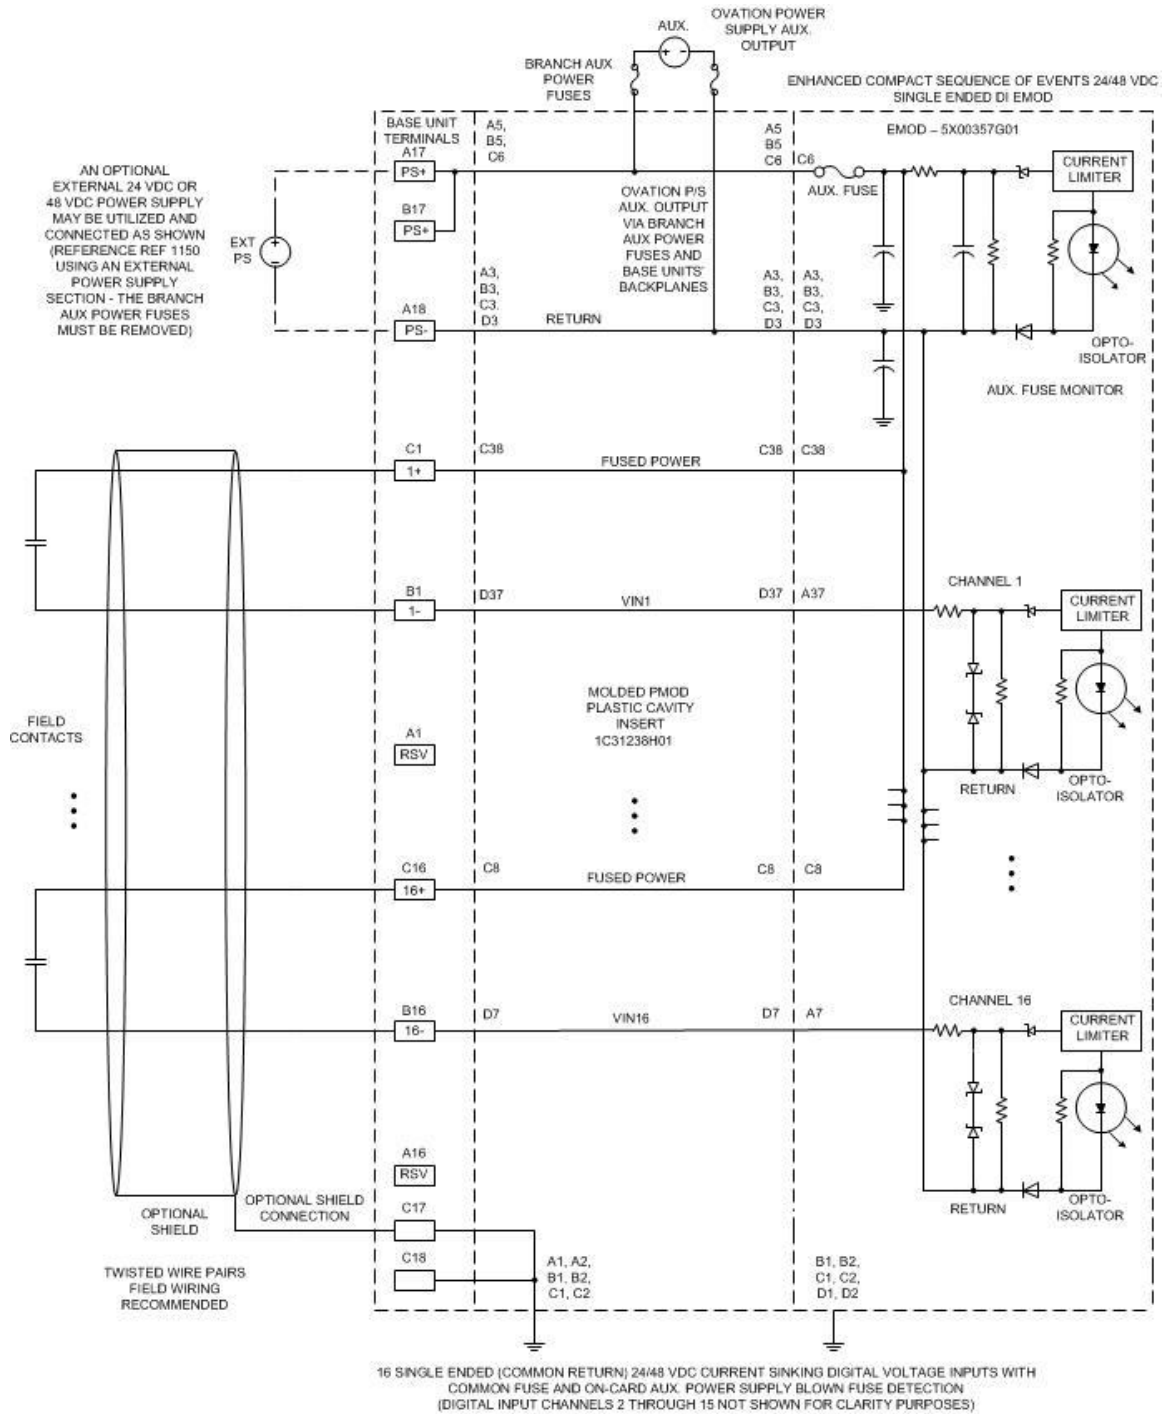 AUX.
OVATION POWER
SUPPLY AUX.
OUTPUT
BRANCH AUX
POWER
FUSES
ENHANCED COMPACT SEQUENCE OF EVENTS 24/48 VDC
SINGLE ENDED DI EMOD
BASE UNIT
TERMINALS
A17
PS+
A5,
B5,
C6
A5
B5
C6
C6
EMOD – 5X00357G01
AUX. FUSE
CURRENT
LIMITER
AN OPTIONAL
EXTERNAL 24 VDC OR
48 VDC POWER SUPPLY
MAY BE UTILIZED AND
CONNECTED AS SHOWN
(REFERENCE REF 1150
USING AN EXTERNAL
POWER SUPPLY
SECTION - THE BRANCH
AUX POWER FUSES
MUST BE REMOVED)
EXT
PS
B17
PS+
OVATION P/S
AUX. OUTPUT
VIA BRANCH
AUX POWER
FUSES AND
BASE UNITS'
BACKPLANES
A18
PS-
A3,
B3,
C3,
D3
RETURN
A3,
B3,
C3,
D3
A3,
B3,
C3,
D3
OPTO-
ISOLATOR
AUX. FUSE MONITOR
C1
1+
C38
FUSED POWER
C38
C38
B1
1-
D37
VIN1
D37
A37
CHANNEL 1
CURRENT
LIMITER
FIELD
CONTACTS
A1
RSV
MOLDED PMOD
PLASTIC CAVITY
INSERT
1C31238H01
RETURN
OPTO-
ISOLATOR
C16
16+
C8
FUSED POWER
C8
C8
B16
16-
D7
VIN16
D7
A7
CHANNEL 16
CURRENT
LIMITER
A16
RSV
RETURN
OPTO-
ISOLATOR
OPTIONAL
SHIELD
OPTIONAL SHIELD
CONNECTION
C17
C18
TWISTED WIRE PAIRS
FIELD WIRING
RECOMMENDED
A1, A2,
B1, B2,
C1, C2
B1, B2,
C1, C2,
D1, D2
16 SINGLE ENDED (COMMON RETURN) 24/48 VDC CURRENT SINKING DIGITAL VOLTAGE INPUTS WITH
COMMON FUSE AND ON-CARD AUX. POWER SUPPLY BLOWN FUSE DETECTION
(DIGITAL INPUT CHANNELS 2 THROUGH 15 NOT SHOWN FOR CLARITY PURPOSES)